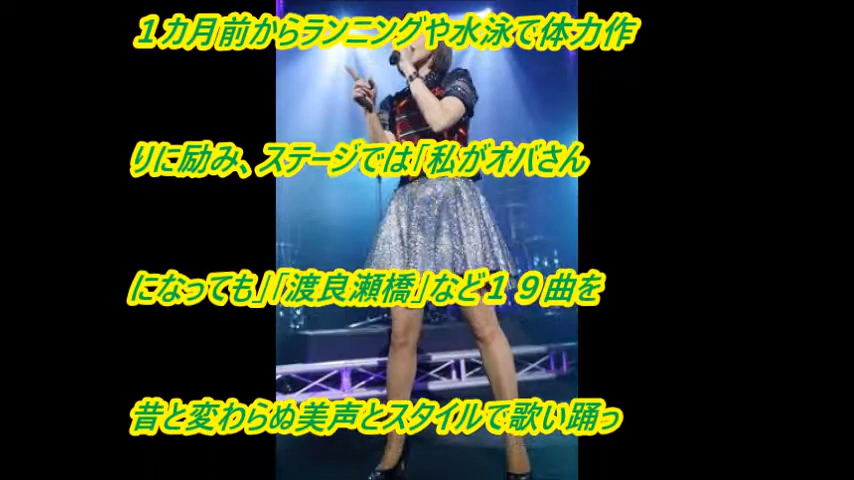 １カ月前からランニングや水泳で体力作
りに励み、ステージでは「私がオバさん
になっても」「渡良瀬橋」など１９曲を
昔と変わらぬ美声とスタイルで歌い踊っ